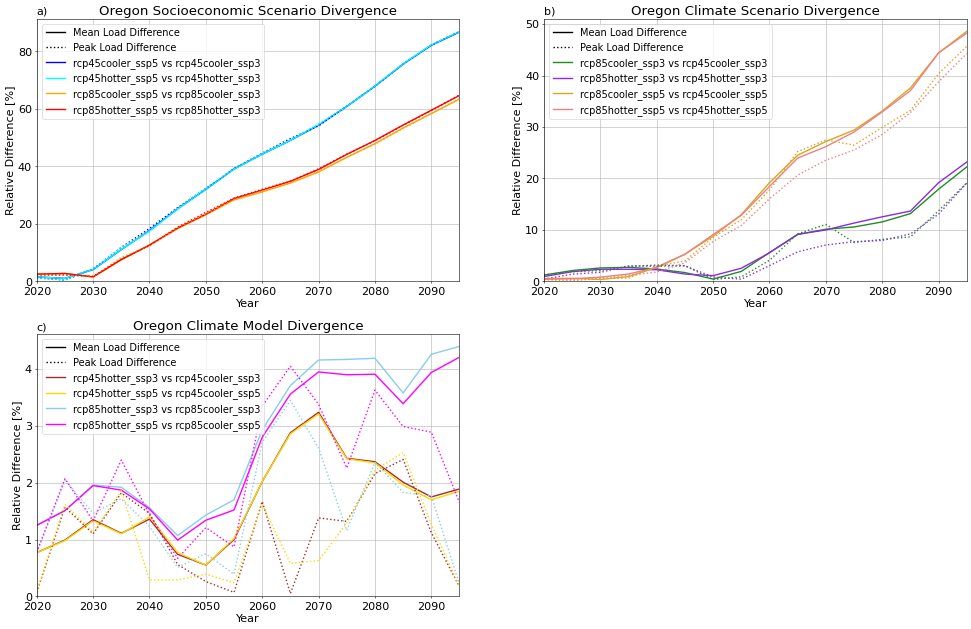 a)
Oregon Socioeconomic Scenario Divergence
Relative Difference [%]
80
60
40
20
0
Mean Load Difference
Peak Load Difference
rcp45cooler_ssp5 vs rcp45cooler_ssp3
rcp45hotter_ssp5 vs rcp45hotter_ssp3
rcp85cooler_ssp5 vs rcp85cooler_ssp3
rcp85hotter_ssp5 vs rcp85hotter_ssp3
2020 2030 2040 2050 2060 2070 2080 2090
Year
b)
Oregon Climate Scenario Divergence
Relative Difference [%]
50
40
30
20
10
0
Mean Load Difference
Peak Load Difference
rcp85cooler_ssp3 vs rcp45cooler_ssp3
rcp85hotter_ssp3 vs rcp45hotter_ssp3
rcp85cooler_ssp5 vs rcp45cooler_ssp5
rcp85hotter_ssp5 vs rcp45hotter_ssp5
2020 2030 2040 2050 2060 2070 2080 2090
Year
c)
Oregon Climate Model Divergence
Relative Difference [%]
4
3
2
1
0
Mean Load Difference
Peak Load Difference
rcp45hotter_ssp3 vs rcp45cooler_ssp3
rcp45hotter_ssp5 vs rcp45cooler_ssp5
rcp85hotter_ssp3 vs rcp85cooler_ssp3
rcp85hotter_ssp5 vs rcp85cooler_ssp5
2020 2030 2040 2050 2060 2070 2080 2090
Year